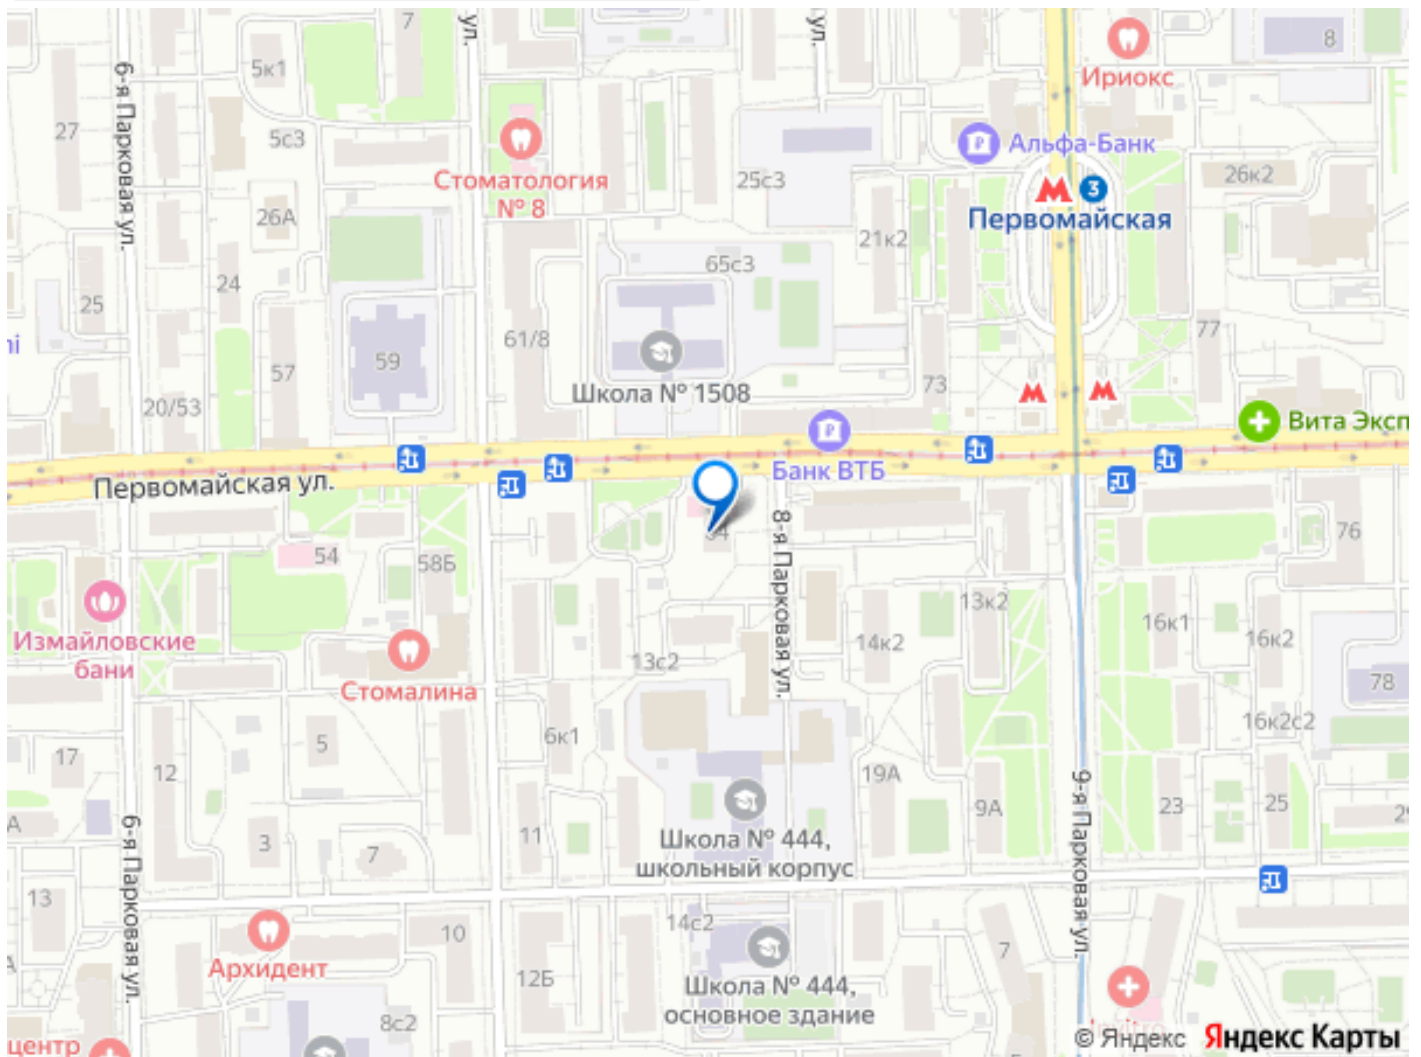 7
ул.
ул.
8
5к1
Ириокс
6-я Парковая ул.
27
5с3
Альфа-Банк
Стоматология
№ 8
25с3
3
26к2
Первомайская
26А
21к2
65с3
24
25
77
61/8
59
57
73
Школа № 1508
20/53
Вита Эксп
Банк ВТБ
Первомайская ул.
8-я Парковая ул.
76
54
58Б
13к2
Измайловские
бани
16к1
16к2
14к2
13с2
Стомалина
78
16к2с2
5
6к1
17
12
19А
9-я Парковая ул.
А
6-я Парковая ул.
3
7
11
9А
23
25
Школа № 444,
школьный корпус
13
14с2
10
7
Архидент
12Б
Школа № 444,
основное здание
8с2
центр
© Яндекс Яндекс Карты